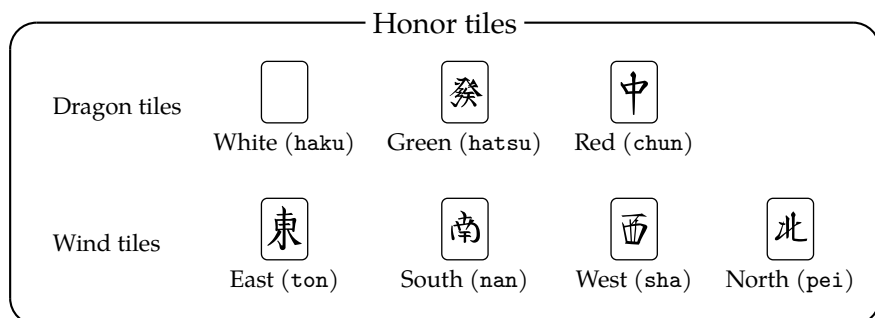 Honor tiles
發 中
Dragon tiles
White (haku) Green (hatsu) Red (chun)
東 南 西 北
Wind tiles
East (ton) South (nan) West (sha) North (pei)